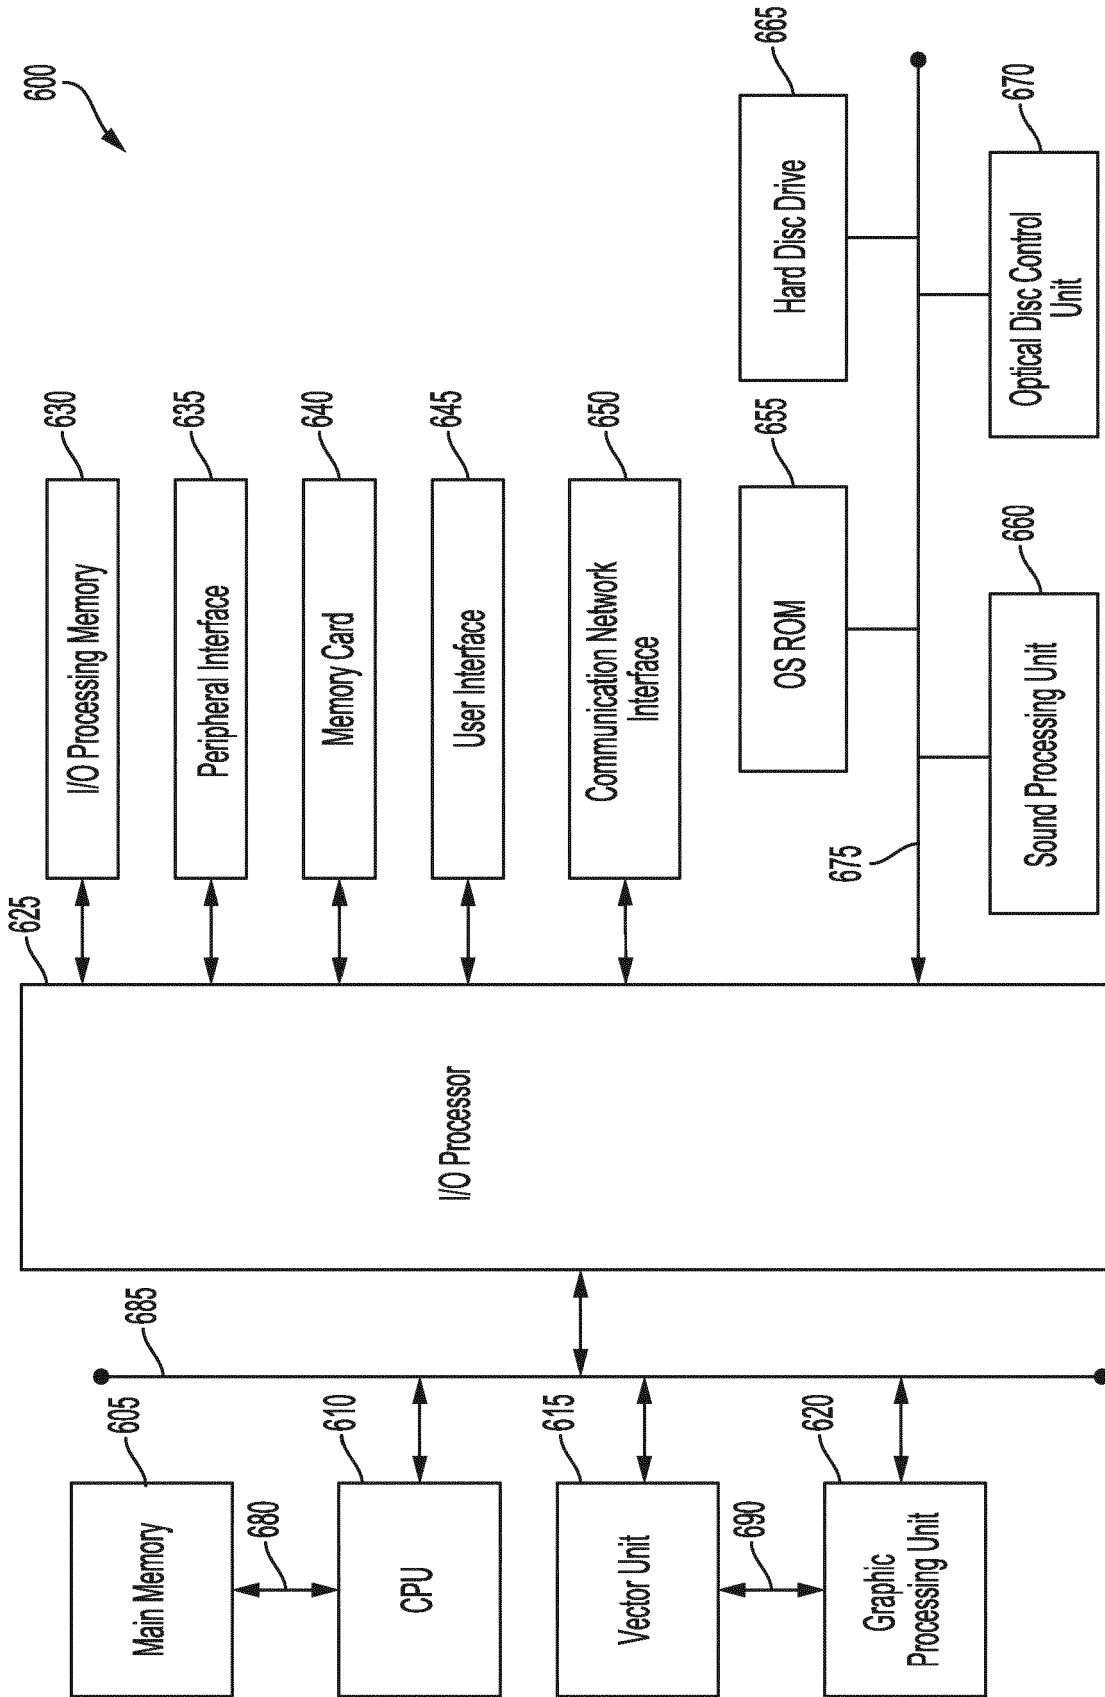 600
605
Main Memory
680
610
CPU
615
Vector Unit
690
620
Graphic
Processing Unit
685
625
I/O Processor
630
I/O Processing Memory
635
Peripheral Interface
640
Memory Card
645
User Interface
650
Communication Network
Interface
655
OS ROM
665
Hard Disc Drive
675
660
Sound Processing Unit
670
Optical Disc Control
Unit